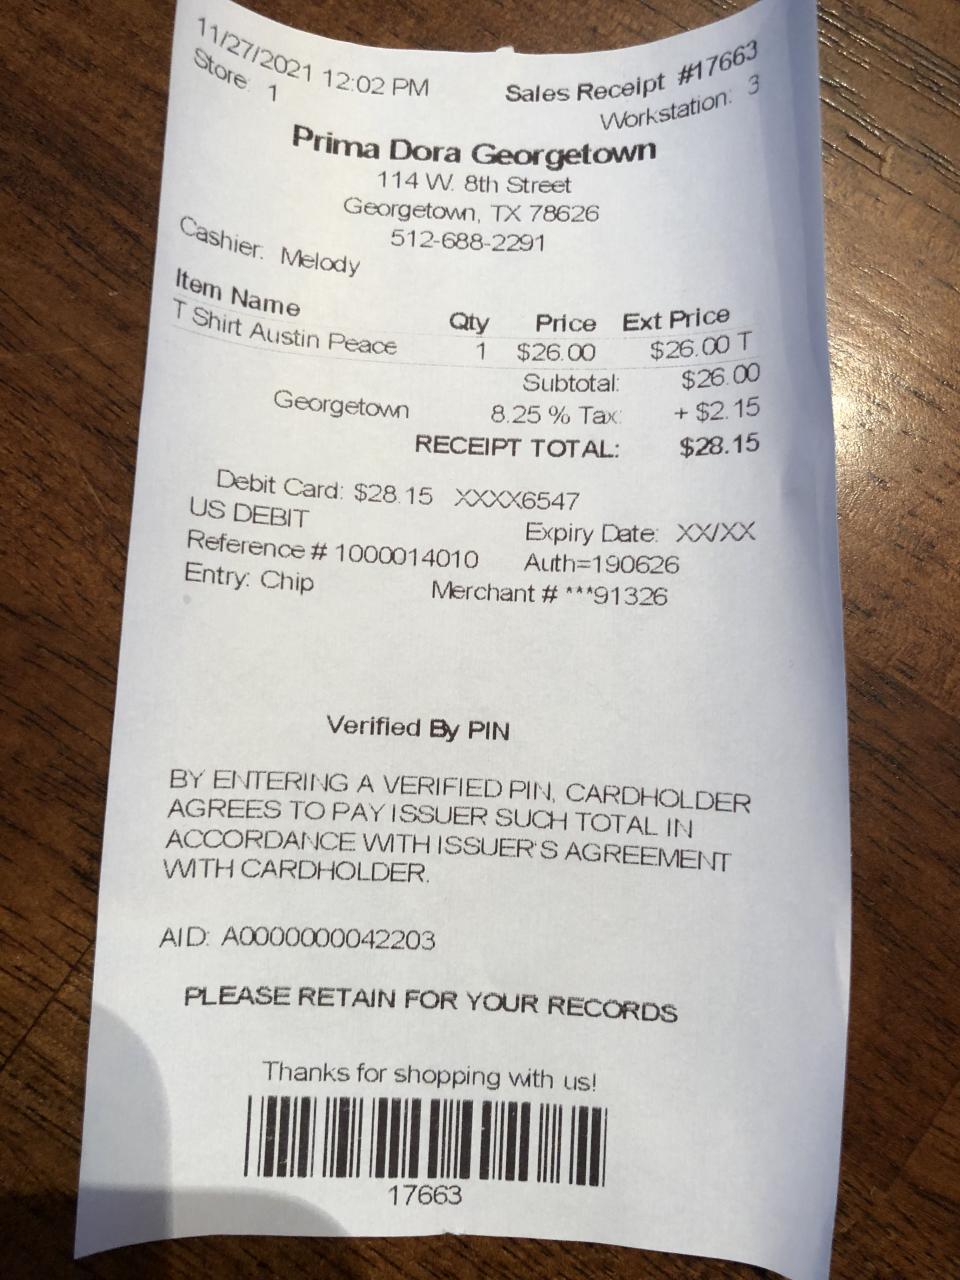 11/27/2021 12:02 PM Sales Receipt #17663
Store: 1 Workstation: 3
Prima Dora Georgetown
114 W. 8th Street
Georgetown, TX 78626
512-688-2291
Cashier: Melody
Item Name Qty Price Ext Price
T Shirt Austin Peace 1 $26.00 $26.00 T
Subtotal: $26.00
Georgetown 8.25 % Tax: + $2.15
RECEIPT TOTAL: $28.15
Debit Card: $28.15 XXXX6547
US DEBIT Expiry Date: XX/XX
Reference # 1000014010 Auth=190626
Entry: Chip Merchant # ***91326
Verified By PIN
BY ENTERING A VERIFIED PIN, CARDHOLDER
AGREES TO PAY ISSUER SUCH TOTAL IN
ACCORDANCE WITH ISSUER'S AGREEMENT
WITH CARDHOLDER.
AID: A0000000042203
PLEASE RETAIN FOR YOUR RECORDS
Thanks for shopping with us!
17663